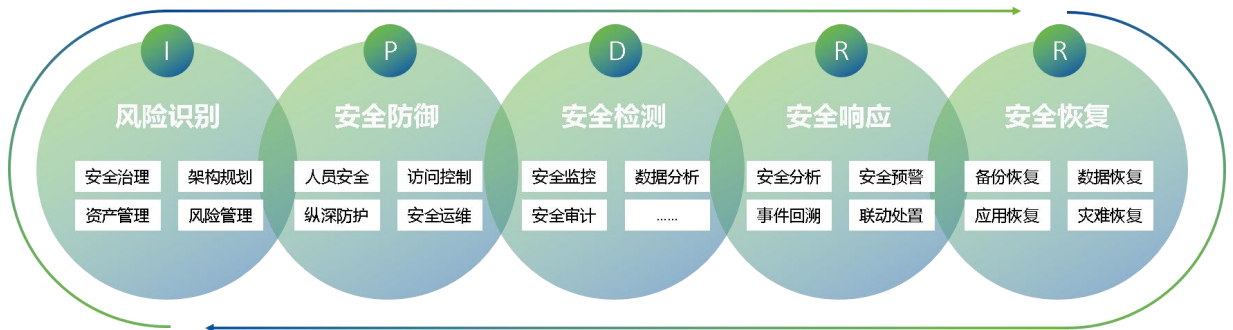 I
P
D
R
R
风险识别
安全防御
安全检测
安全响应
安全恢复
安全治理
架构规划
资产管理
风险管理
人员安全
访问控制
纵深防护
安全运维
安全监控
数据分析
安全审计
......
安全分析
安全预警
事件回溯
联动处置
备份恢复
数据恢复
应用恢复
灾难恢复